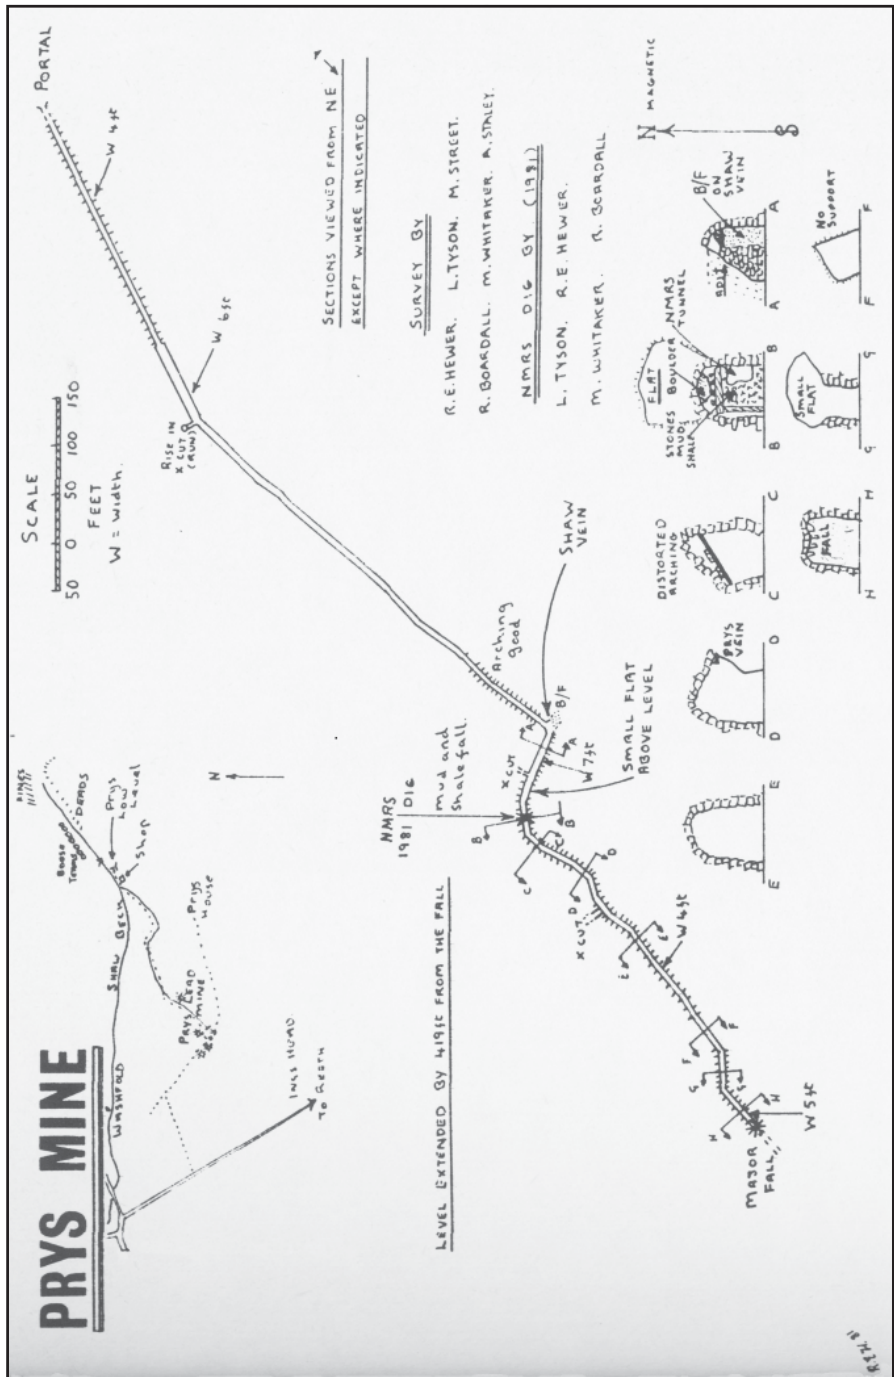 PRYS MINE
PINES
DEADS
Prys
Low
Level
Shop
SHAW BECK
WASHFOLD
PRYS LEAD
MINE
Prys
HOUSE
TO REETH
N
SCALE
50 0 50 100 150
FEET
W = Width.
PORTAL
W 4ft
W 6ft
RISE IN
X CUT
(RUN)
SECTIONS VIEWED FROM NE
EXCEPT WHERE INDICATED
SURVEY BY
R.E.HEWER. L.TYSON. M.STREET.
R. BOARDALL. M. WHITAKER. A. STALEY.
NMRS DIG BY (1981)
L. TYSON. R.E. HEWER.
M. WHITAKER. R. BOARDALL
N MAGNETIC
S
NMRS
1981 DIG
mud and
shale fall.
Arching
good
B/F
SHAW
VEIN
X CUT
W 7ft
SMALL FLAT
ABOVE LEVEL
A
A
B
B
C
C
D
D
X CUT
E
E
W 4ft
F
F
G
G
H
H
MAJOR
FALL
W 5ft
LEVEL EXTENDED BY 419ft FROM THE FALL
E E
D D
PRYS
VEIN
DISTORTED
ARCHING
C C
FLAT
STONES
MUD
SHALE
BOULDER
NMRS
TUNNEL
B B
B/F
ON
SHAW
VEIN
A A
H H
FALL
G G
SMALL
FLAT
F F
NO
SUPPORT